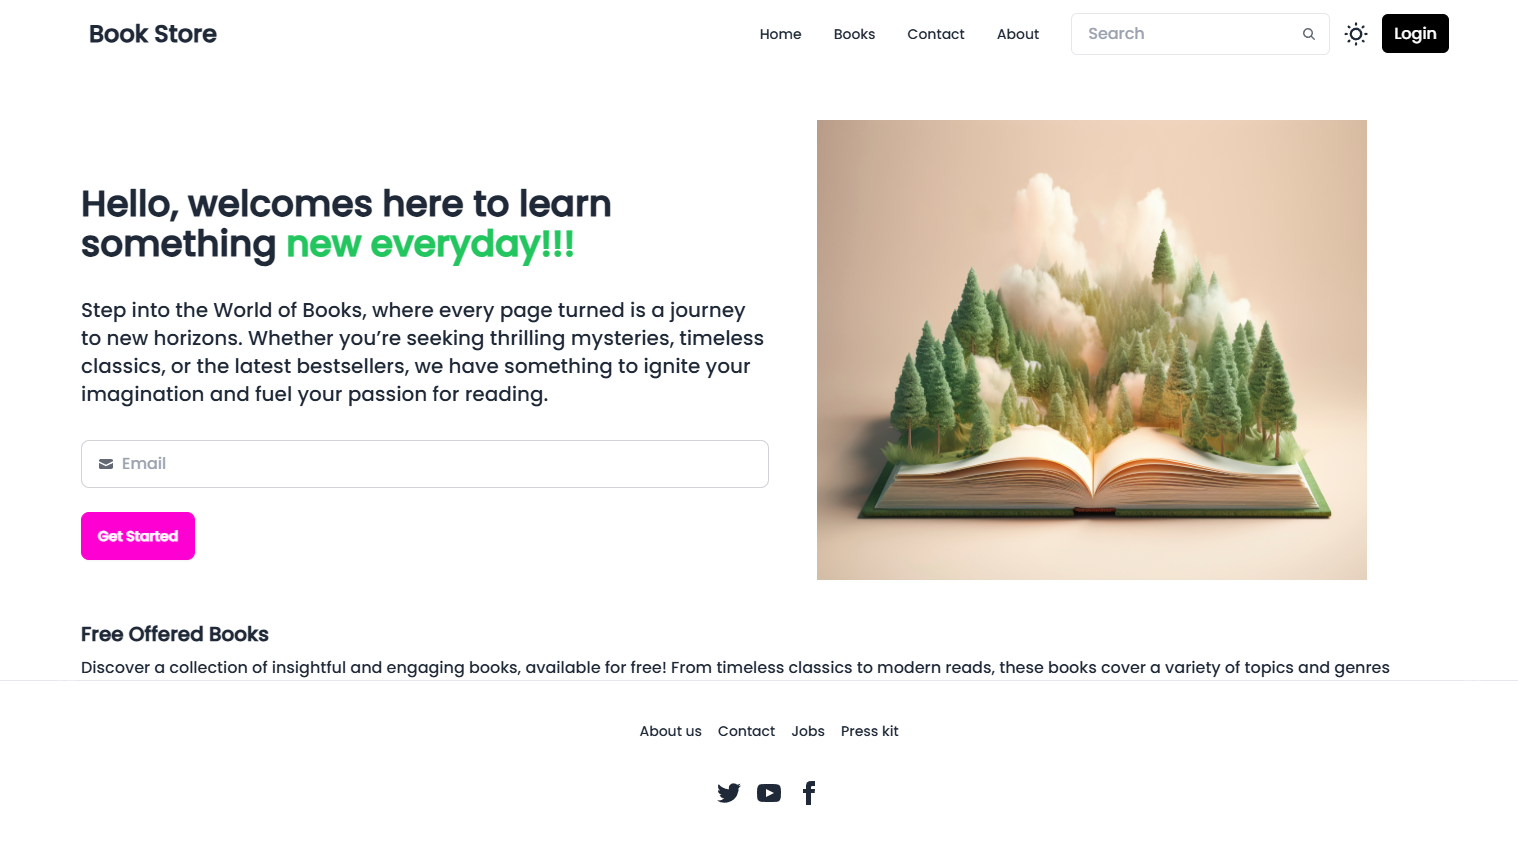 Book Store
Home
Books
Contact
About
Search
Login
Hello, welcomes here to learn
something new everyday!!!
Step into the World of Books, where every page turned is a journey
to new horizons. Whether you’re seeking thrilling mysteries, timeless
classics, or the latest bestsellers, we have something to ignite your
imagination and fuel your passion for reading.
Email
Get Started
Free Offered Books
Discover a collection of insightful and engaging books, available for free! From timeless classics to modern reads, these books cover a variety of topics and genres
About us
Contact
Jobs
Press kit